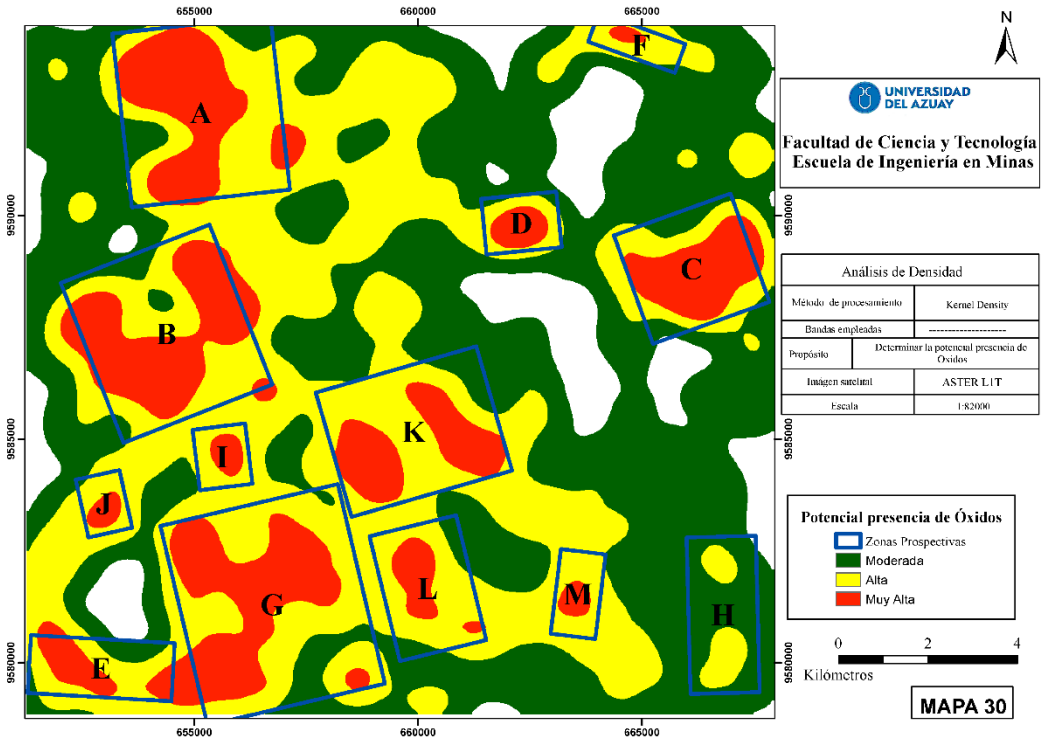 655000 660000 665000
N
UNIVERSIDAD
DEL AZUAY
Facultad de Ciencia y Tecnología
Escuela de Ingeniería en Minas
9590000
9585000
9580000
A
F
D
C
B
K
I
J
G
L
M
H
E
9590000
9585000
9580000
655000 660000 665000
Análisis de Densidad
Método de procesamiento Kernel Density
Bandas empleadas --------------------
Propósito Determinar la potencial presencia de
Oxidos
Imágen satelital ASTER L1T
Escala 1:82000
Potencial presencia de Óxidos
Zonas Prospectivas
Moderada
Alta
Muy Alta
0 2 4
Kilómetros
MAPA 30